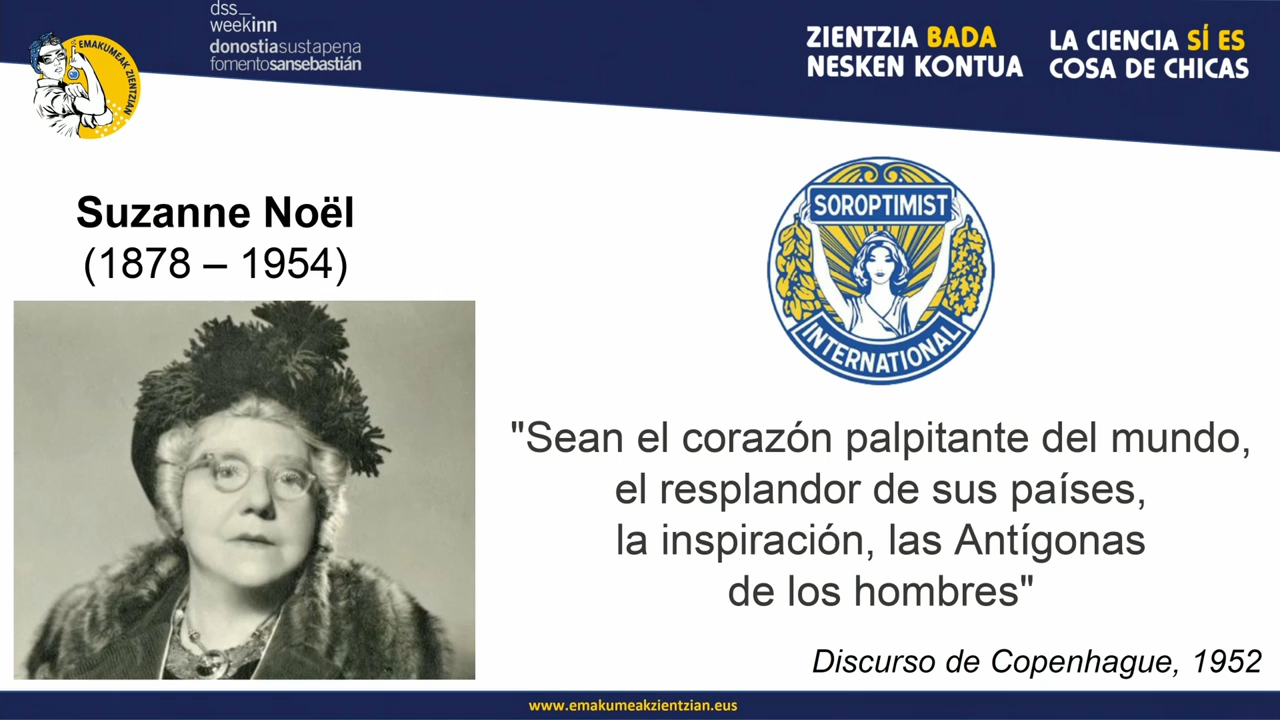 dss_
weekinn
donostiasustapena
fomentosansebastián
EMAKUMEAK ZIENTZIAN
ZIENTZIA BADA
NESKEN KONTUA
LA CIENCIA SÍ ES
COSA DE CHICAS
Suzanne Noël
(1878 – 1954)
SOROPTIMIST
INTERNATIONAL
"Sean el corazón palpitante del mundo,
el resplandor de sus países,
la inspiración, las Antígonas
de los hombres"
Discurso de Copenhague, 1952
www.emakumeakzientzian.eus